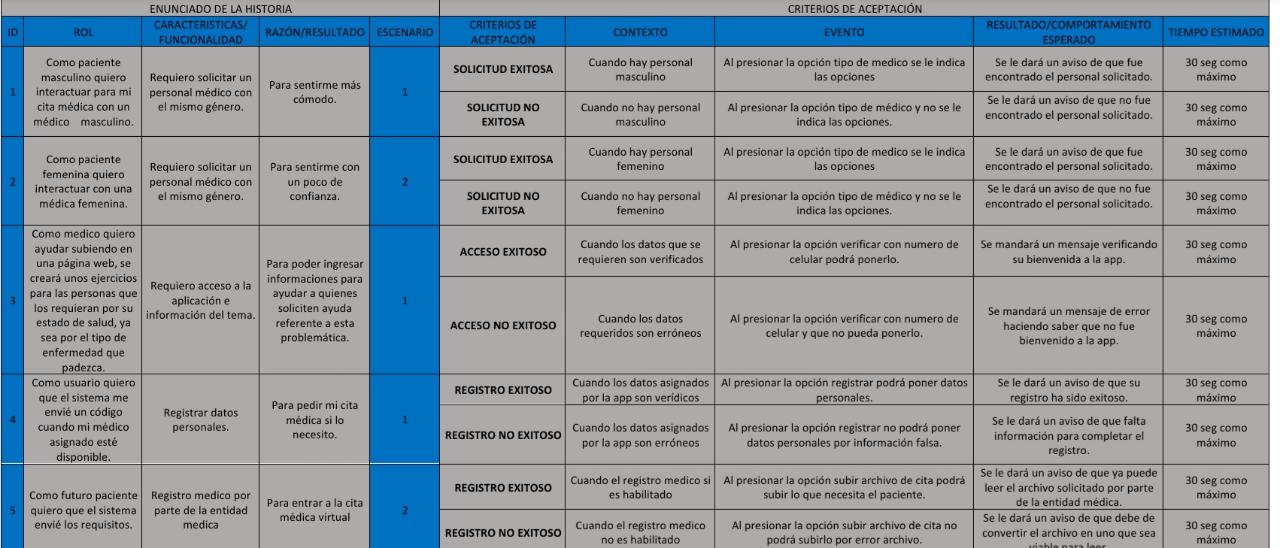 ENUNCIADO DE LA HISTORIA
CRITERIOS DE ACEPTACIÓN
ID
ROL
CARACTERISTICAS/
FUNCIONALIDAD
RAZÓN/RESULTADO
ESCENARIO
CRITERIOS DE
ACEPTACIÓN
CONTEXTO
EVENTO
RESULTADO/COMPORTAMIENTO
ESPERADO
TIEMPO ESTIMADO
1
Como paciente
masculino quiero
interactuar para mi
cita médica con un
médico masculino.
Requiero solicitar un
personal médico con
el mismo género.
Para sentirme más
cómodo.
1
SOLICITUD EXITOSA
Cuando hay personal
masculino
Al presionar la opción tipo de medico se le indica
las opciones
Se le dará un aviso de que fue
encontrado el personal solicitado.
30 seg como
máximo
SOLICITUD NO
EXITOSA
Cuando no hay personal
masculino
Al presionar la opción tipo de médico y no se le
indica las opciones.
Se le dará un aviso de que no fue
encontrado el personal solicitado.
30 seg como
máximo
2
Como paciente
femenina quiero
interactuar con una
médica femenina.
Requiero solicitar un
personal médico con
el mismo género.
Para sentirme con
un poco de
confianza.
2
SOLICITUD EXITOSA
Cuando hay personal
femenino
Al presionar la opción tipo de medico se le indica
las opciones
Se le dará un aviso de que fue
encontrado el personal solicitado.
30 seg como
máximo
SOLICITUD NO
EXITOSA
Cuando no hay personal
femenino
Al presionar la opción tipo de médico y no se le
indica las opciones.
Se le dará un aviso de que no fue
encontrado el personal solicitado.
30 seg como
máximo
3
Como medico quiero
ayudar subiendo en
una página web, se
creará unos ejercicios
para las personas que
los requieran por su
estado de salud, ya
sea por el tipo de
enfermedad que
padezca.
Requiero acceso a la
aplicación e
información del tema.
Para poder ingresar
informaciones para
ayudar a quienes
soliciten ayuda
referente a esta
problemática.
1
ACCESO EXITOSO
Cuando los datos que se
requieren son verificados
Al presionar la opción verificar con numero de
celular podrá ponerlo.
Se mandará un mensaje verificando
su bienvenida a la app.
30 seg como
máximo
ACCESO NO EXITOSO
Cuando los datos
requeridos son erróneos
Al presionar la opción verificar con numero de
celular y que no pueda ponerlo.
Se mandará un mensaje de error
haciendo saber que no fue
bienvenido a la app.
30 seg como
máximo
4
Como usuario quiero
que el sistema me
envié un código
cuando mi médico
asignado esté
disponible.
Registrar datos
personales.
Para pedir mi cita
médica si lo
necesito.
1
REGISTRO EXITOSO
Cuando los datos asignados
por la app son verídicos
Al presionar la opción registrar podrá poner datos
personales.
Se le dará un aviso de que su
registro ha sido exitoso.
30 seg como
máximo
REGISTRO NO EXITOSO
Cuando los datos asignados
por la app son erróneos
Al presionar la opción registrar no podrá poner
datos personales por información falsa.
Se le dará un aviso de que falta
información para completar el
registro.
30 seg como
máximo
5
Como futuro paciente
quiero que el sistema
envié los requisitos.
Registro medico por
parte de la entidad
medica
Para entrar a la cita
médica virtual
2
REGISTRO EXITOSO
Cuando el registro medico si
es habilitado
Al presionar la opción subir archivo de cita podrá
subir lo que necesita el paciente.
Se le dará un aviso de que ya puede
leer el archivo solicitado por parte
de la entidad médica.
30 seg como
máximo
REGISTRO NO EXITOSO
Cuando el registro medico
no es habilitado
Al presionar la opción subir archivo de cita no
podrá subirlo por error archivo.
Se le dará un aviso de que debe de
convertir el archivo en uno que sea
viable para leer
30 seg como
máximo